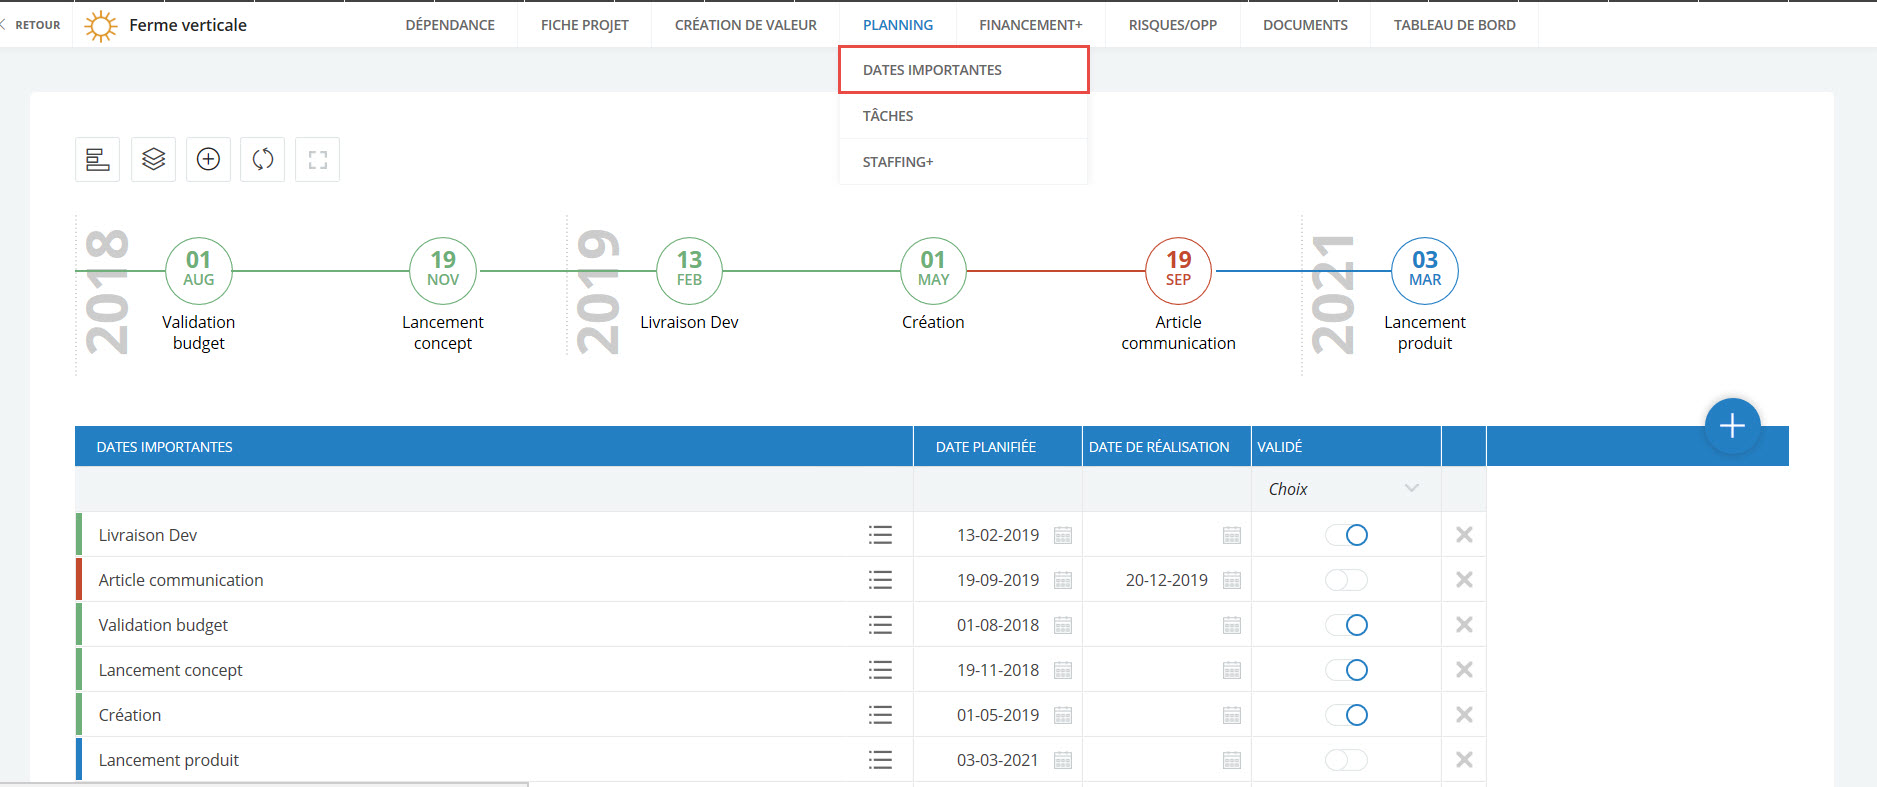 RETOUR
Ferme verticale
DÉPENDANCE
FICHE PROJET
CRÉATION DE VALEUR
PLANNING
FINANCEMENT+
RISQUES/OPP
DOCUMENTS
TABLEAU DE BORD
DATES IMPORTANTES
TÂCHES
STAFFING+
2018
01
AUG
Validation
budget
19
NOV
Lancement
concept
2019
13
FEB
Livraison Dev
01
MAY
Création
19
SEP
Article
communication
2021
03
MAR
Lancement
produit
DATES IMPORTANTES DATE PLANIFIÉE DATE DE RÉALISATION VALIDÉ
Choix
Livraison Dev 13-02-2019
Article communication 19-09-2019 20-12-2019
Validation budget 01-08-2018
Lancement concept 19-11-2018
Création 01-05-2019
Lancement produit 03-03-2021